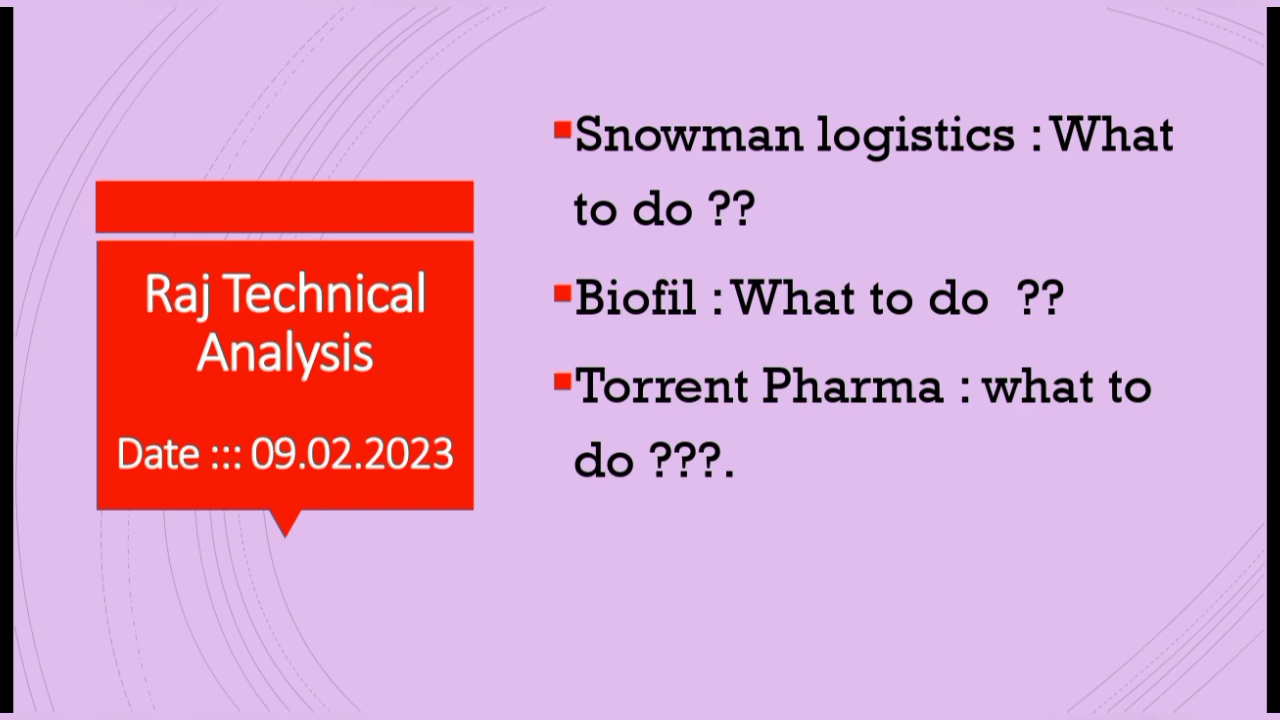 Raj Technical
Analysis
Date ::: 09.02.2023
Snowman logistics : What
to do ??
Biofil : What to do ??
Torrent Pharma : what to
do ???.